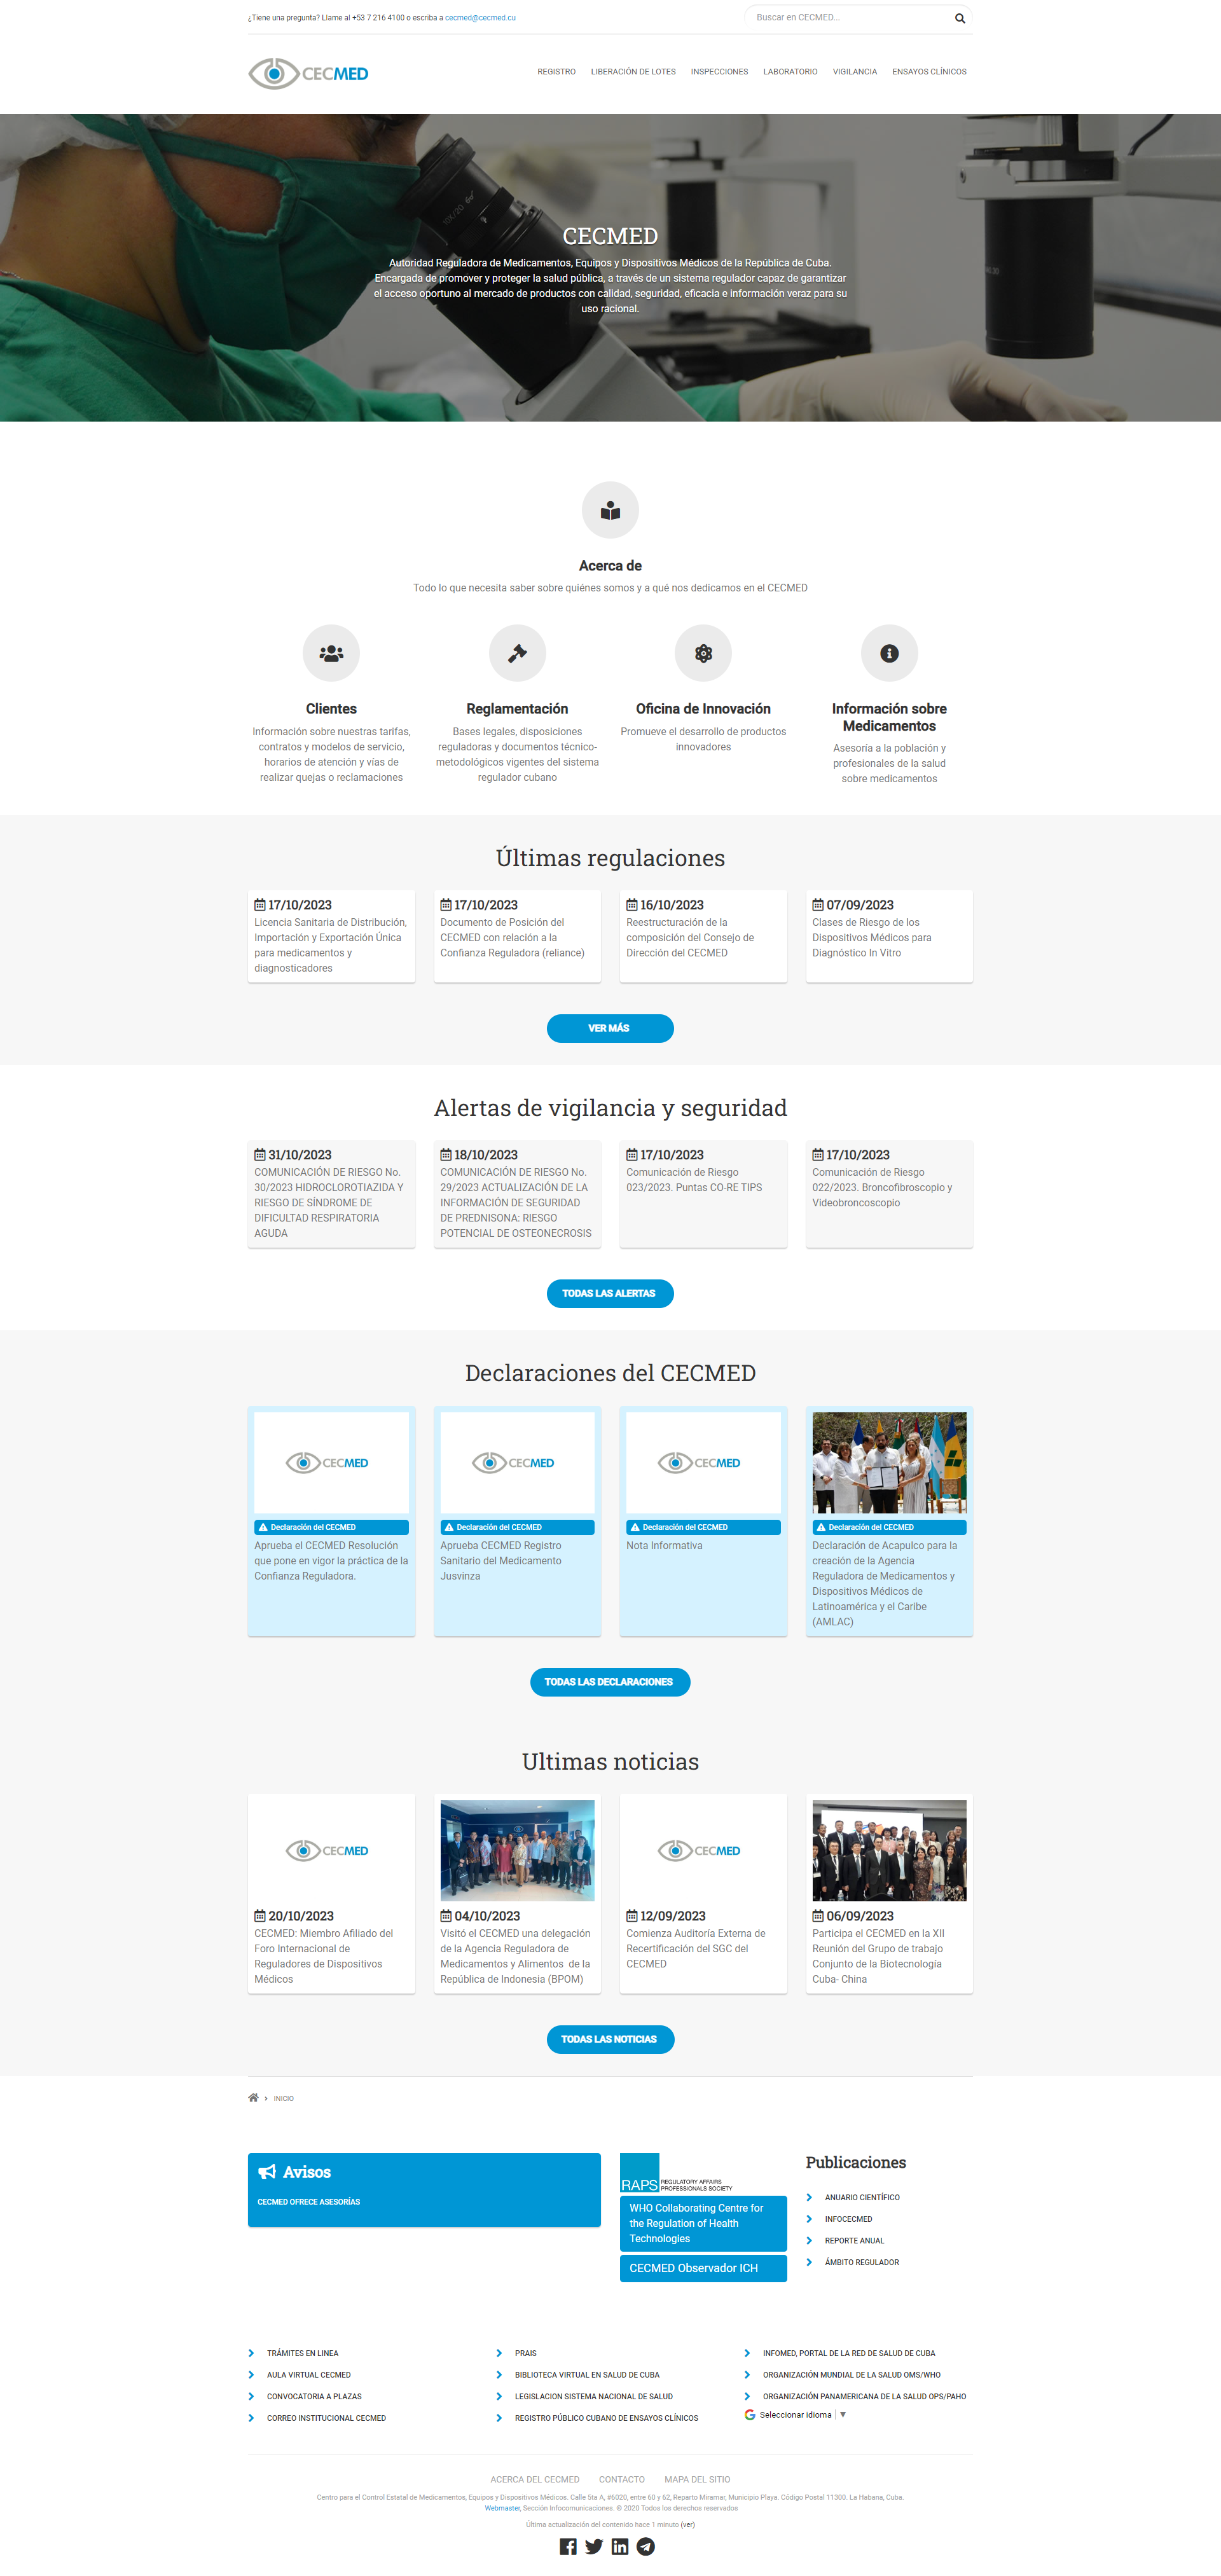 ¿Tiene una pregunta? Llame al +53 7 216 4100 o escriba a cecmed@cecmed.cu
Buscar en CECMED...
CECMED
REGISTRO
LIBERACIÓN DE LOTES
INSPECCIONES
LABORATORIO
VIGILANCIA
ENSAYOS CLÍNICOS
CECMED
Autoridad Reguladora de Medicamentos, Equipos y Dispositivos Médicos de la República de Cuba.
Encargada de promover y proteger la salud pública, a través de un sistema regulador capaz de garantizar
el acceso oportuno al mercado de productos con calidad, seguridad, eficacia e información veraz para su
uso racional.
Acerca de
Todo lo que necesita saber sobre quiénes somos y a qué nos dedicamos en el CECMED
Clientes
Información sobre nuestras tarifas,
contratos y modelos de servicio,
horarios de atención y vías de
realizar quejas o reclamaciones
Reglamentación
Bases legales, disposiciones
reguladoras y documentos técnico-
metodológicos vigentes del sistema
regulador cubano
Oficina de Innovación
Promueve el desarrollo de productos
innovadores
Información sobre
Medicamentos
Asesoría a la población y
profesionales de la salud
sobre medicamentos
Últimas regulaciones
17/10/2023
Licencia Sanitaria de Distribución,
Importación y Exportación Única
para medicamentos y
diagnosticadores
17/10/2023
Documento de Posición del
CECMED con relación a la
Confianza Reguladora (reliance)
16/10/2023
Reestructuración de la
composición del Consejo de
Dirección del CECMED
07/09/2023
Clases de Riesgo de los
Dispositivos Médicos para
Diagnóstico In Vitro
VER MÁS
Alertas de vigilancia y seguridad
31/10/2023
COMUNICACIÓN DE RIESGO No.
30/2023 HIDROCLOROTIAZIDA Y
RIESGO DE SÍNDROME DE
DIFICULTAD RESPIRATORIA
AGUDA
18/10/2023
COMUNICACIÓN DE RIESGO No.
29/2023 ACTUALIZACIÓN DE LA
INFORMACIÓN DE SEGURIDAD
DE PREDNISONA: RIESGO
POTENCIAL DE OSTEONECROSIS
17/10/2023
Comunicación de Riesgo
023/2023. Puntas CO-RE TIPS
17/10/2023
Comunicación de Riesgo
022/2023. Broncofibroscopio y
Videobroncoscopio
TODAS LAS ALERTAS
Declaraciones del CECMED
CECMED
Declaración del CECMED
Aprueba el CECMED Resolución
que pone en vigor la práctica de la
Confianza Reguladora.
CECMED
Declaración del CECMED
Aprueba CECMED Registro
Sanitario del Medicamento
Jusvinza
CECMED
Declaración del CECMED
Nota Informativa
Declaración del CECMED
Declaración de Acapulco para la
creación de la Agencia
Reguladora de Medicamentos y
Dispositivos Médicos de
Latinoamérica y el Caribe
(AMLAC)
TODAS LAS DECLARACIONES
Ultimas noticias
CECMED
20/10/2023
CECMED: Miembro Afiliado del
Foro Internacional de
Reguladores de Dispositivos
Médicos
04/10/2023
Visitó el CECMED una delegación
de la Agencia Reguladora de
Medicamentos y Alimentos de la
República de Indonesia (BPOM)
CECMED
12/09/2023
Comienza Auditoría Externa de
Recertificación del SGC del
CECMED
06/09/2023
Participa el CECMED en la XII
Reunión del Grupo de trabajo
Conjunto de la Biotecnología
Cuba- China
TODAS LAS NOTICIAS
INICIO
Avisos
CECMED OFRECE ASESORÍAS
RAPS REGULATORY AFFAIRS
PROFESSIONALS SOCIETY
WHO Collaborating Centre for
the Regulation of Health
Technologies
CECMED Observador ICH
Publicaciones
ANUARIO CIENTÍFICO
INFOCECMED
REPORTE ANUAL
ÁMBITO REGULADOR
TRÁMITES EN LINEA
AULA VIRTUAL CECMED
CONVOCATORIA A PLAZAS
CORREO INSTITUCIONAL CECMED
PRAIS
BIBLIOTECA VIRTUAL EN SALUD DE CUBA
LEGISLACION SISTEMA NACIONAL DE SALUD
REGISTRO PÚBLICO CUBANO DE ENSAYOS CLÍNICOS
INFOMED, PORTAL DE LA RED DE SALUD DE CUBA
ORGANIZACIÓN MUNDIAL DE LA SALUD OMS/WHO
ORGANIZACIÓN PANAMERICANA DE LA SALUD OPS/PAHO
Seleccionar idioma ▼
ACERCA DEL CECMED
CONTACTO
MAPA DEL SITIO
Centro para el Control Estatal de Medicamentos, Equipos y Dispositivos Médicos. Calle 5ta A, #6020, entre 60 y 62, Reparto Miramar, Municipio Playa. Código Postal 11300. La Habana, Cuba.
Webmaster, Sección Infocomunicaciones. © 2020 Todos los derechos reservados
Última actualización del contenido hace 1 minuto (ver)